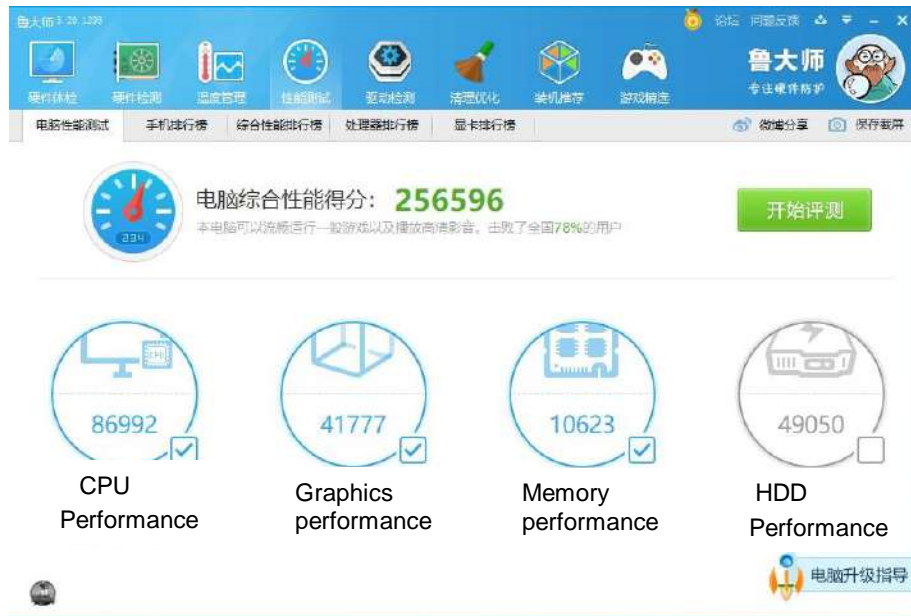 鲁大师 5.20.1295
论坛 问题反馈
硬件体检 硬件检测 温度管理 性能测试 驱动检测 清理优化 装机推荐 游戏精选
鲁大师
专注硬件防护
电脑性能测试 手机排行榜 综合性能排行榜 处理器排行榜 显卡排行榜 微博分享 保存截屏
电脑综合性能得分: 256596
本电脑可以流畅运行一般游戏以及播放高清影音。击败了全国78%的用户
开始评测
86992 41777 10623 49050
CPU Performance
Graphics performance
Memory performance
HDD Performance
电脑升级指导